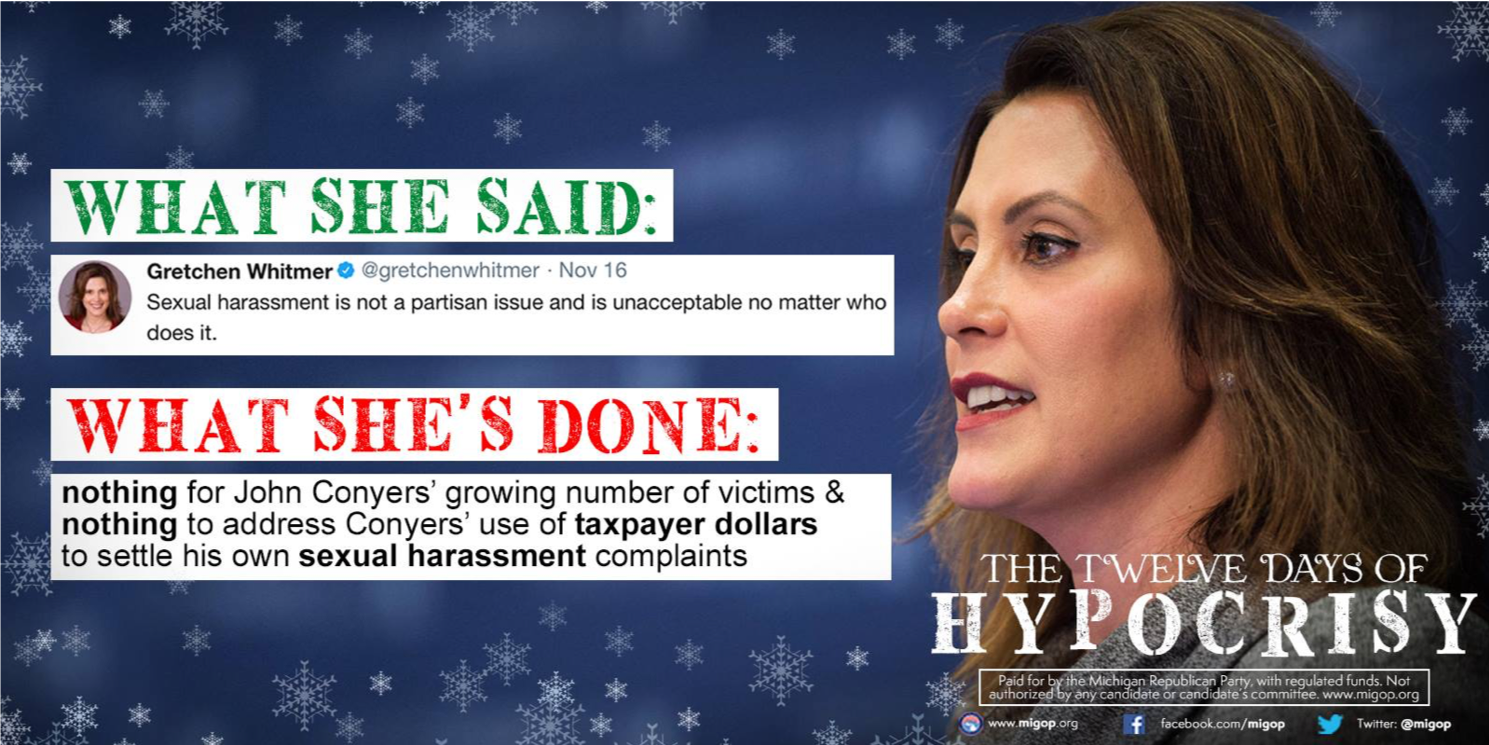 WHAT SHE SAID:
Gretchen Whitmer @gretchenwhitmer · Nov 16
Sexual harassment is not a partisan issue and is unacceptable no matter who
does it.
WHAT SHE'S DONE:
nothing for John Conyers' growing number of victims &
nothing to address Conyers' use of taxpayer dollars
to settle his own sexual harassment complaints
THE TWELVE DAYS OF
HYPOCRISY
Paid for by the Michigan Republican Party, with regulated funds. Not
authorized by any candidate or candidate's committee. www.migop.org
www.migop.org facebook.com/migop Twitter: @migop